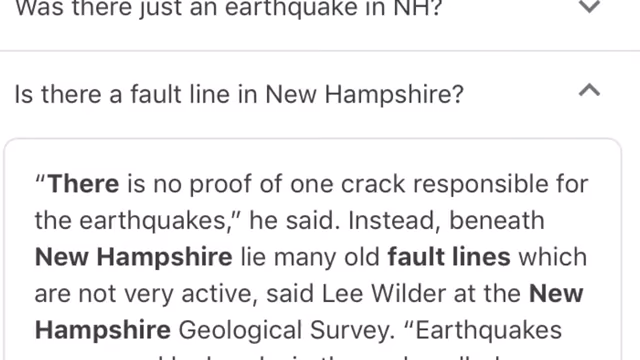 Was there just an earthquake in NH?
Is there a fault line in New Hampshire?
“There is no proof of one crack responsible for
the earthquakes,” he said. Instead, beneath
New Hampshire lie many old fault lines which
are not very active, said Lee Wilder at the New
Hampshire Geological Survey. “Earthquakes